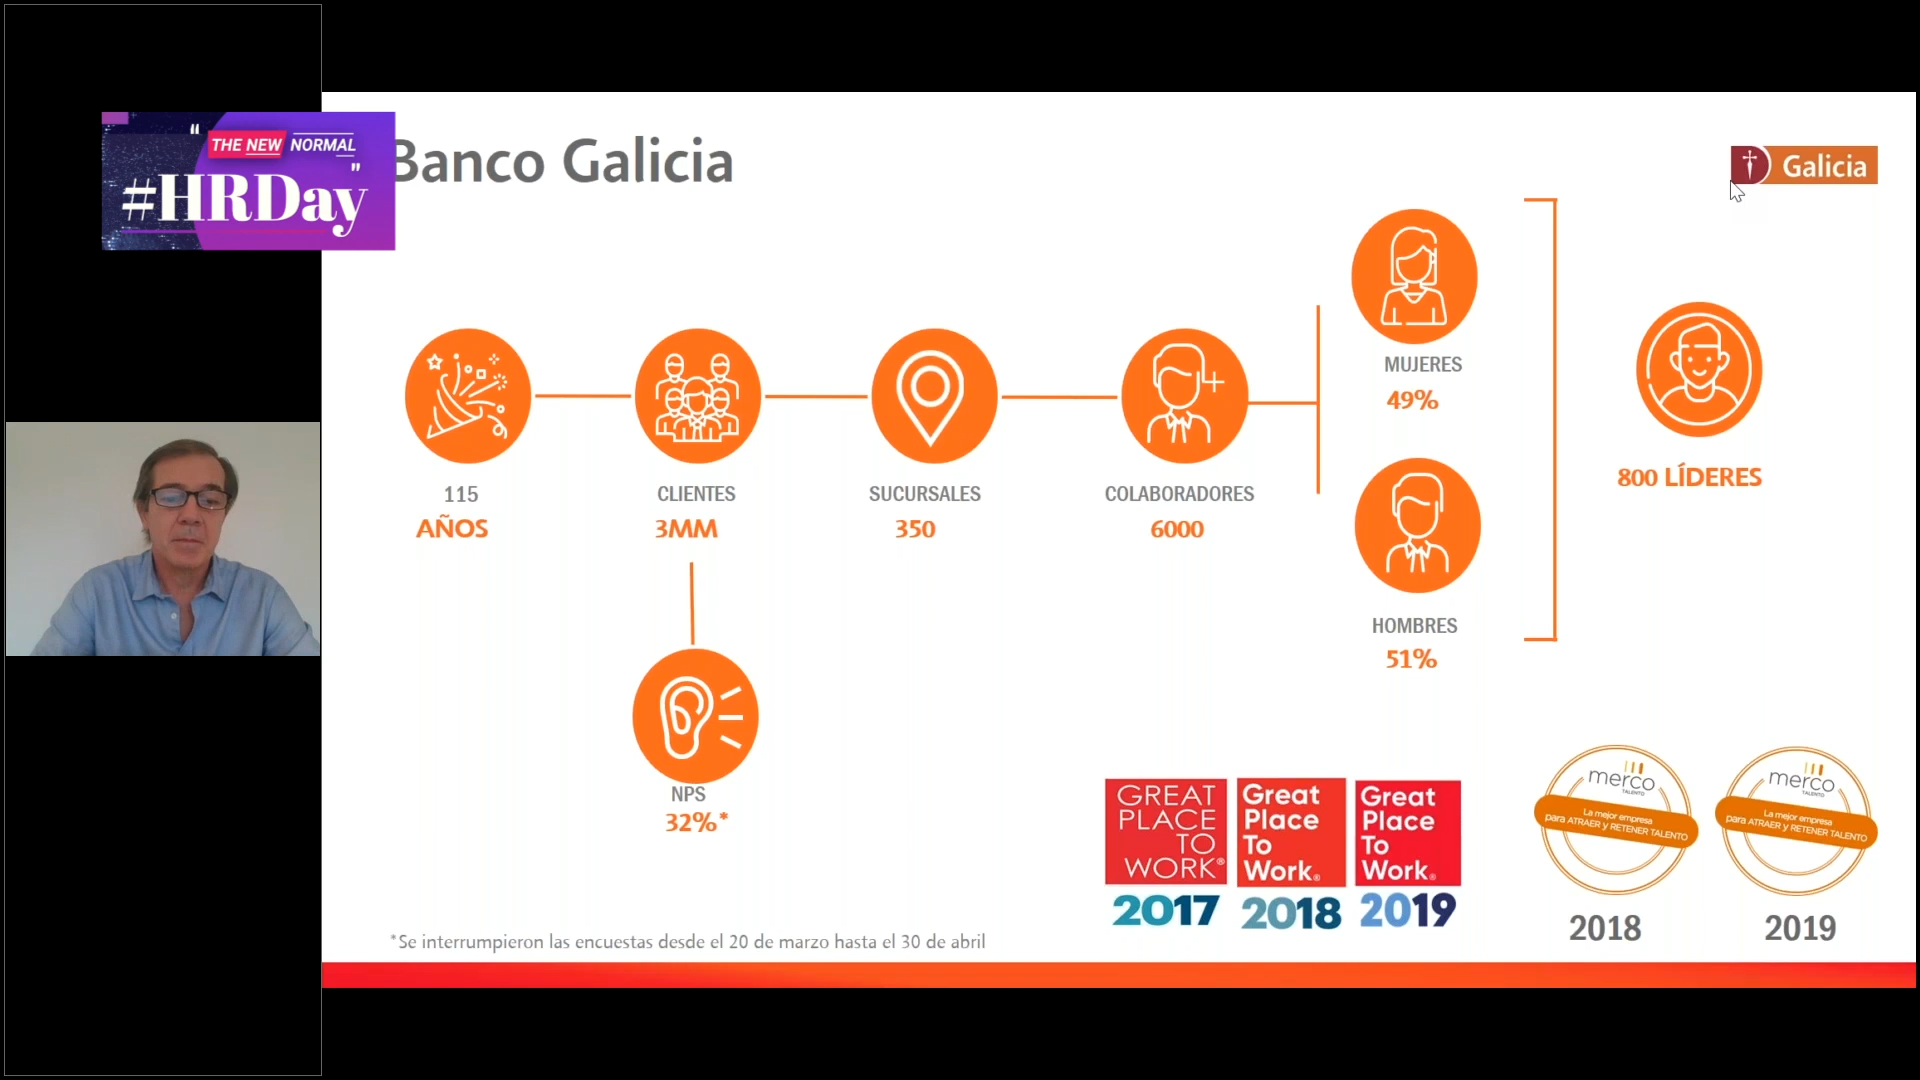 "THE NEW NORMAL"
#HRDay
Banco Galicia
Galicia
115
AÑOS
CLIENTES
3MM
SUCURSALES
350
COLABORADORES
6000
MUJERES
49%
HOMBRES
51%
800 LÍDERES
NPS
32%*
GREAT
PLACE
TO
WORK®
2017
Great
Place
To
Work®
2018
Great
Place
To
Work®
2019
merco
TALENTO
La mejor empresa
para ATRAER y RETENER TALENTO
2018
merco
TALENTO
La mejor empresa
para ATRAER y RETENER TALENTO
2019
*Se interrumpieron las encuestas desde el 20 de marzo hasta el 30 de abril